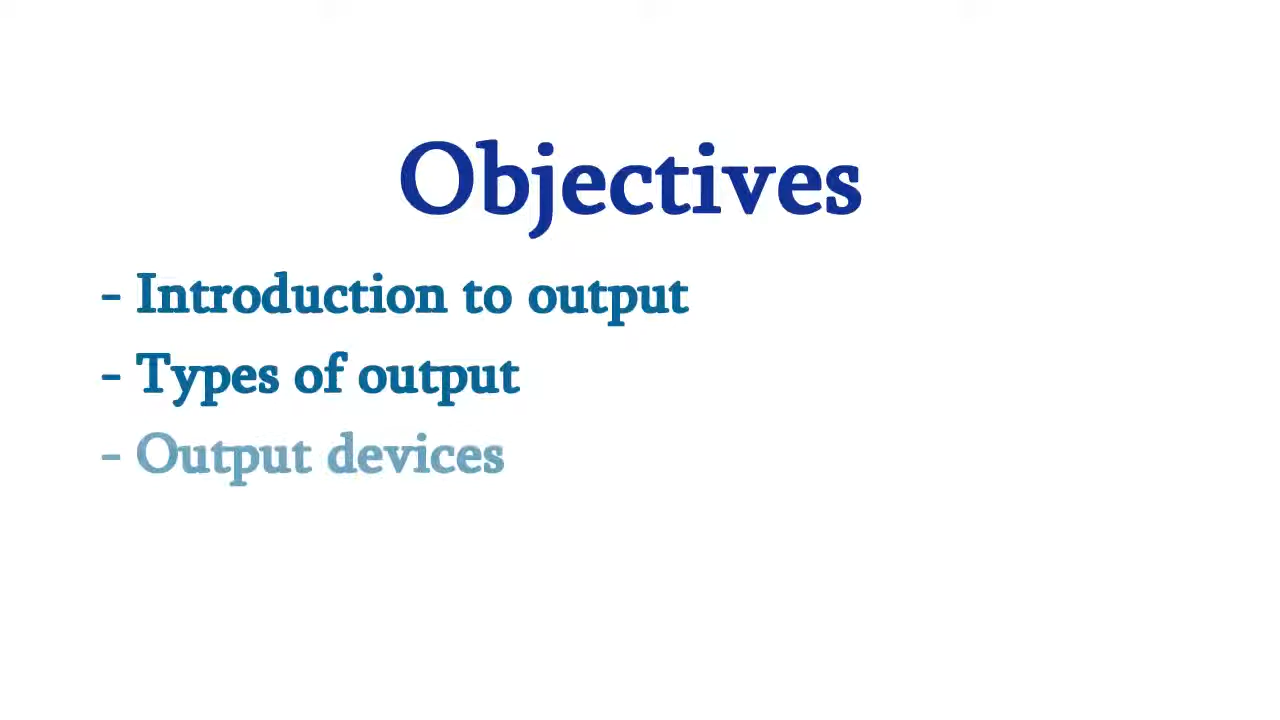 Objectives
- Introduction to output
- Types of output
- Output devices